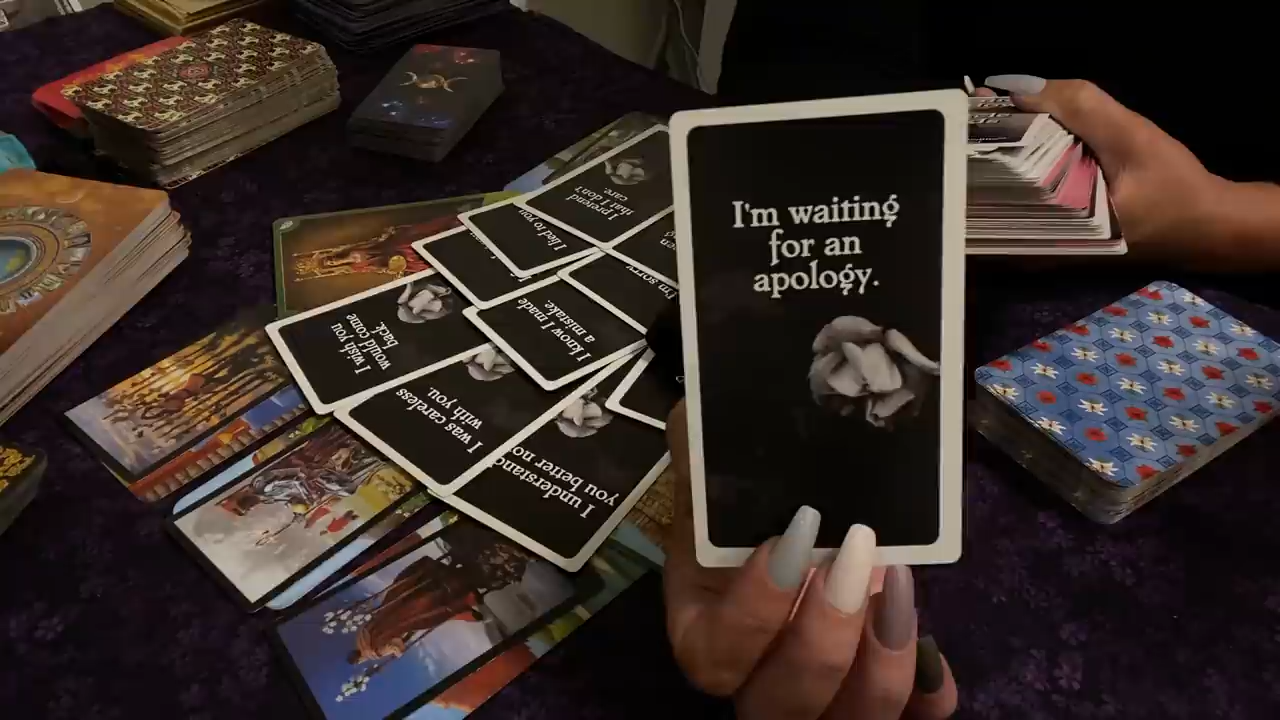 I'm waiting
for an
apology.
I pretend
that I don't
care.
I lied to you
I'm sorry
I know I made
a mistake.
I wish you
would come
back.
I was careless
with you.
I understand
you better